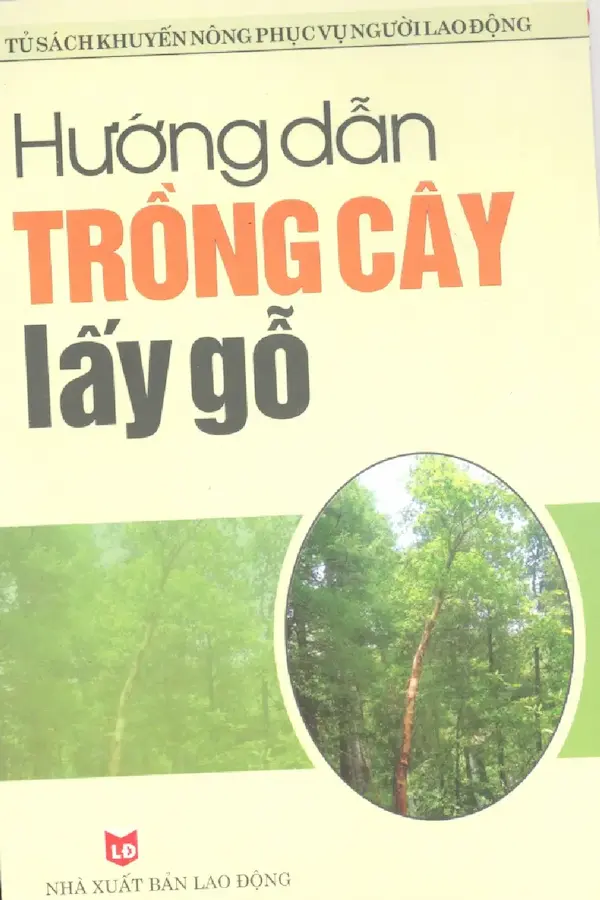 TỦ SÁCH KHUYẾN NÔNG PHỤC VỤ NGƯỜI LAO ĐỘNG
Hướng dẫn
TRỒNG CÂY
lấy gỗ
LĐ
NHÀ XUẤT BẢN LAO ĐỘNG